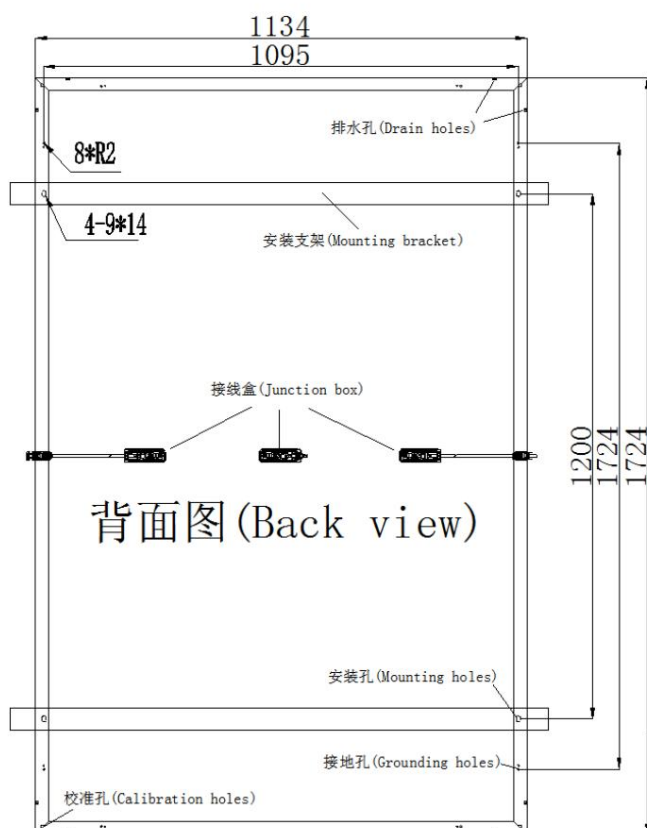 1134
1095
排水孔(Drain holes)
8*R2
4-9*14
安装支架(Mounting bracket)
接线盒(Junction box)
1200
1724
1724
背面图(Back view)
安装孔(Mounting holes)
接地孔(Grounding holes)
校准孔(Calibration holes)